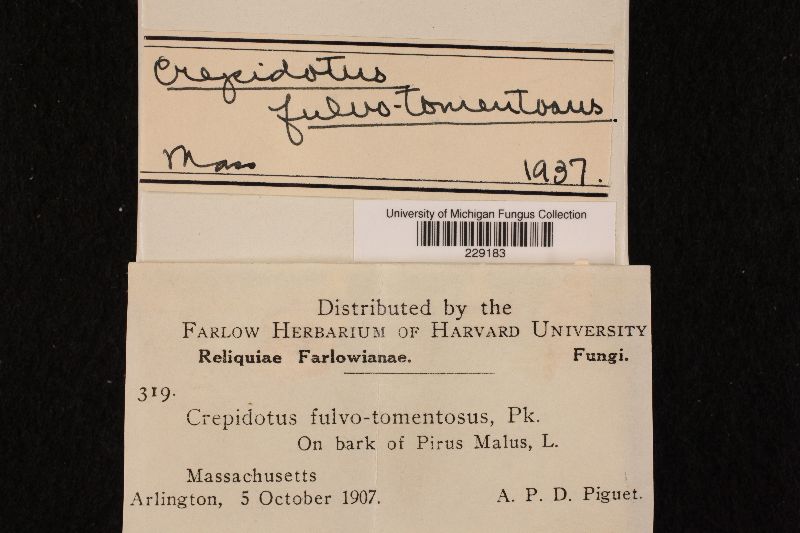 Crepidotus
fulvo-tomentosus
Mass 1937.
University of Michigan Fungus Collection
229183
Distributed by the
FARLOW HERBARIUM OF HARVARD UNIVERSITY
Reliquiae Farlowianae. Fungi.
319.
Crepidotus fulvo-tomentosus, Pk.
On bark of Pirus Malus, L.
Massachusetts
Arlington, 5 October 1907. A. P. D. Piguet.